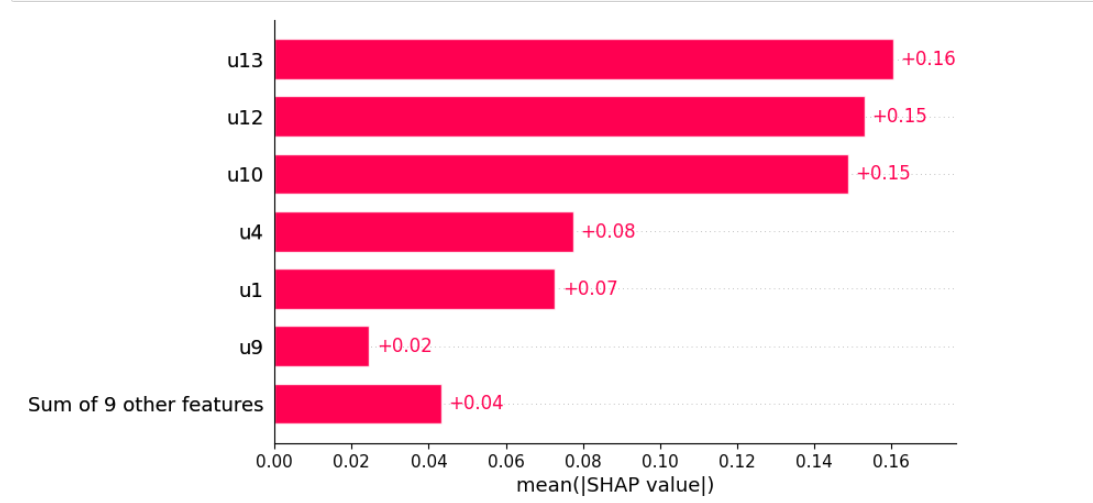 u13 +0.16
u12 +0.15
u10 +0.15
u4 +0.08
u1 +0.07
u9 +0.02
Sum of 9 other features +0.04
0.00 0.02 0.04 0.06 0.08 0.10 0.12 0.14 0.16
mean(|SHAP value|)